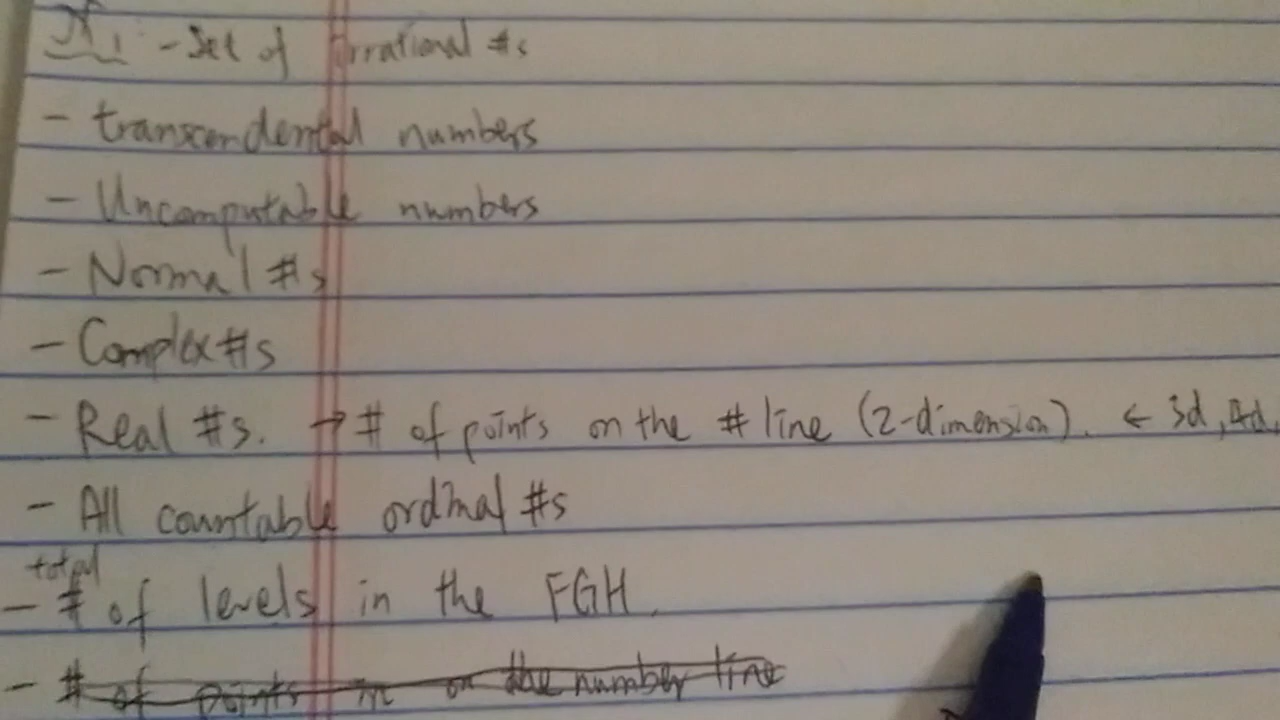 ℵ₁ - Set of irrational #s
- transcendental numbers
- Uncomputable numbers
- Normal #s
- Complex #s
- Real #s. → # of points on the # line (2-dimension). ← 3d, 4d,
- All countable ordinal #s
total
- # of levels in the FGH.
- # of points in on the number line